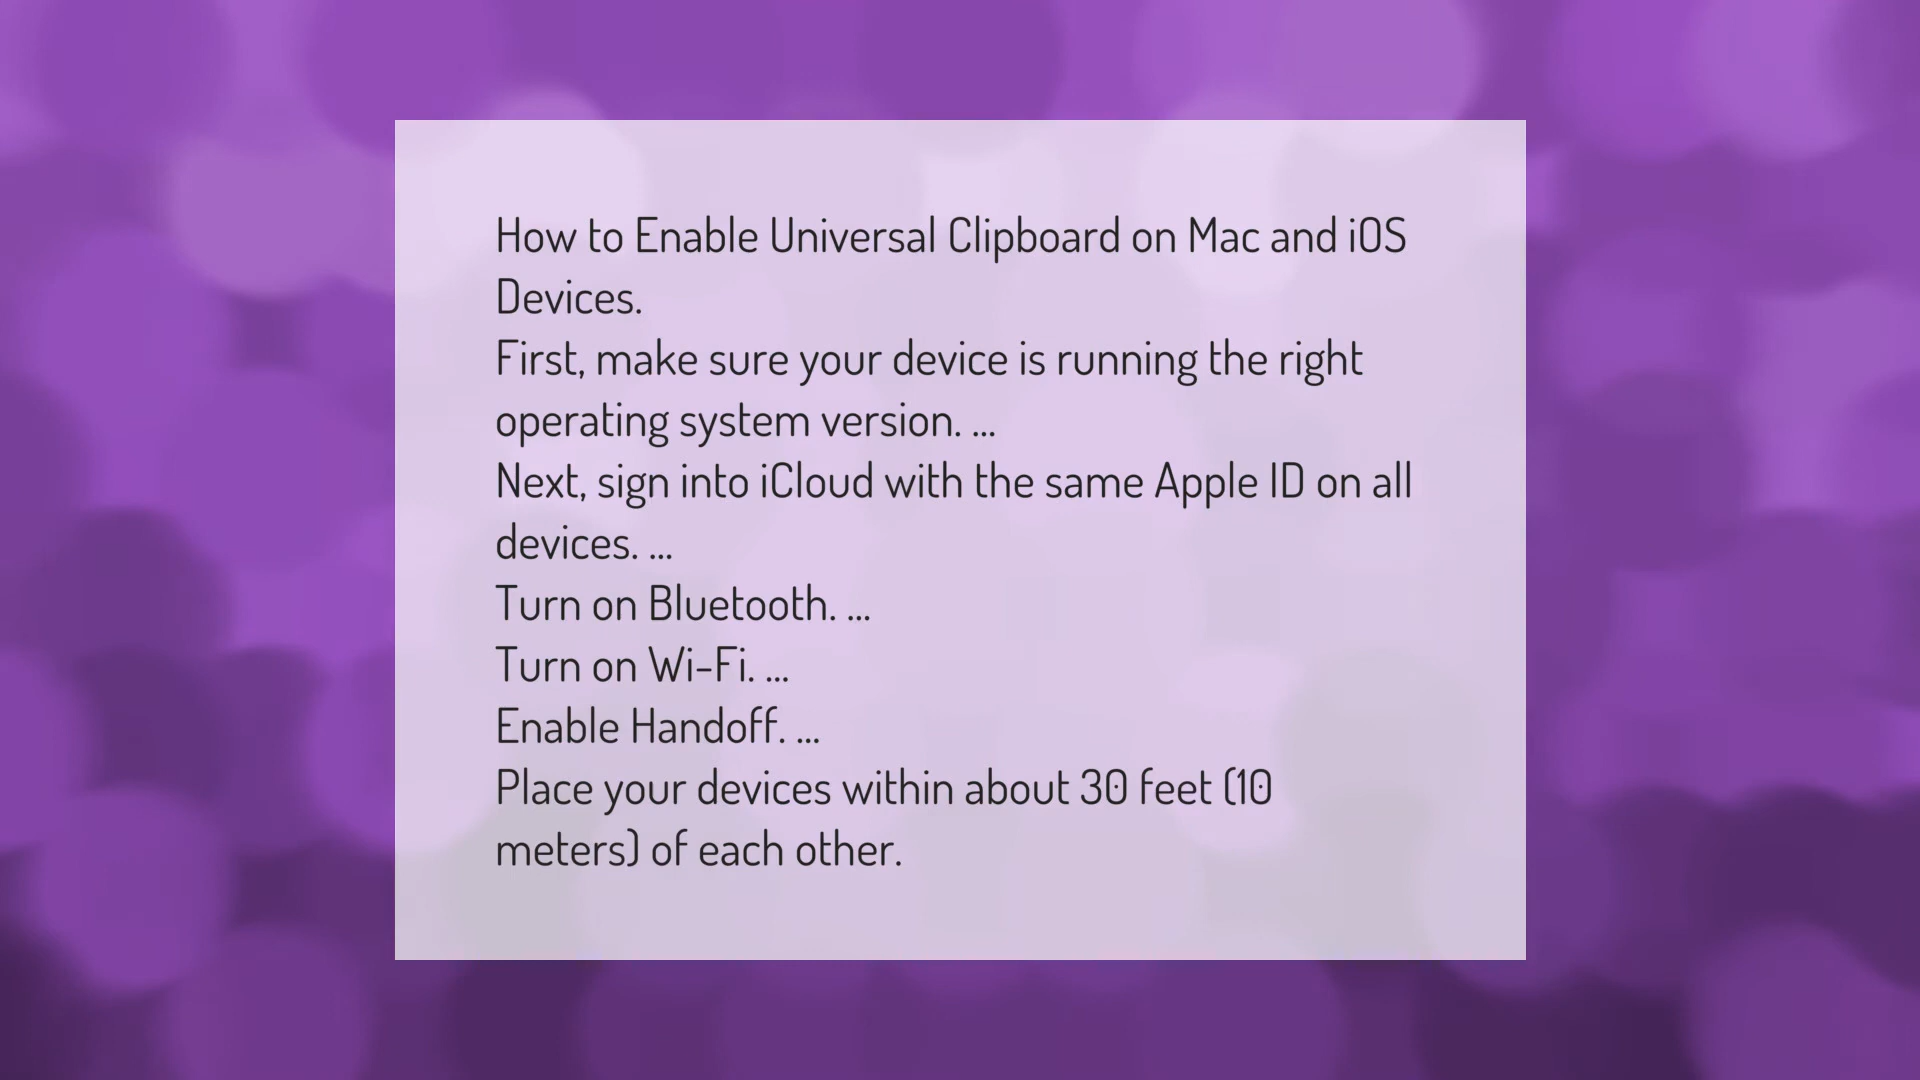 How to Enable Universal Clipboard on Mac and iOS
Devices.
First, make sure your device is running the right
operating system version. ...
Next, sign into iCloud with the same Apple ID on all
devices. ...
Turn on Bluetooth. ...
Turn on Wi-Fi. ...
Enable Handoff. ...
Place your devices within about 30 feet (10
meters) of each other.